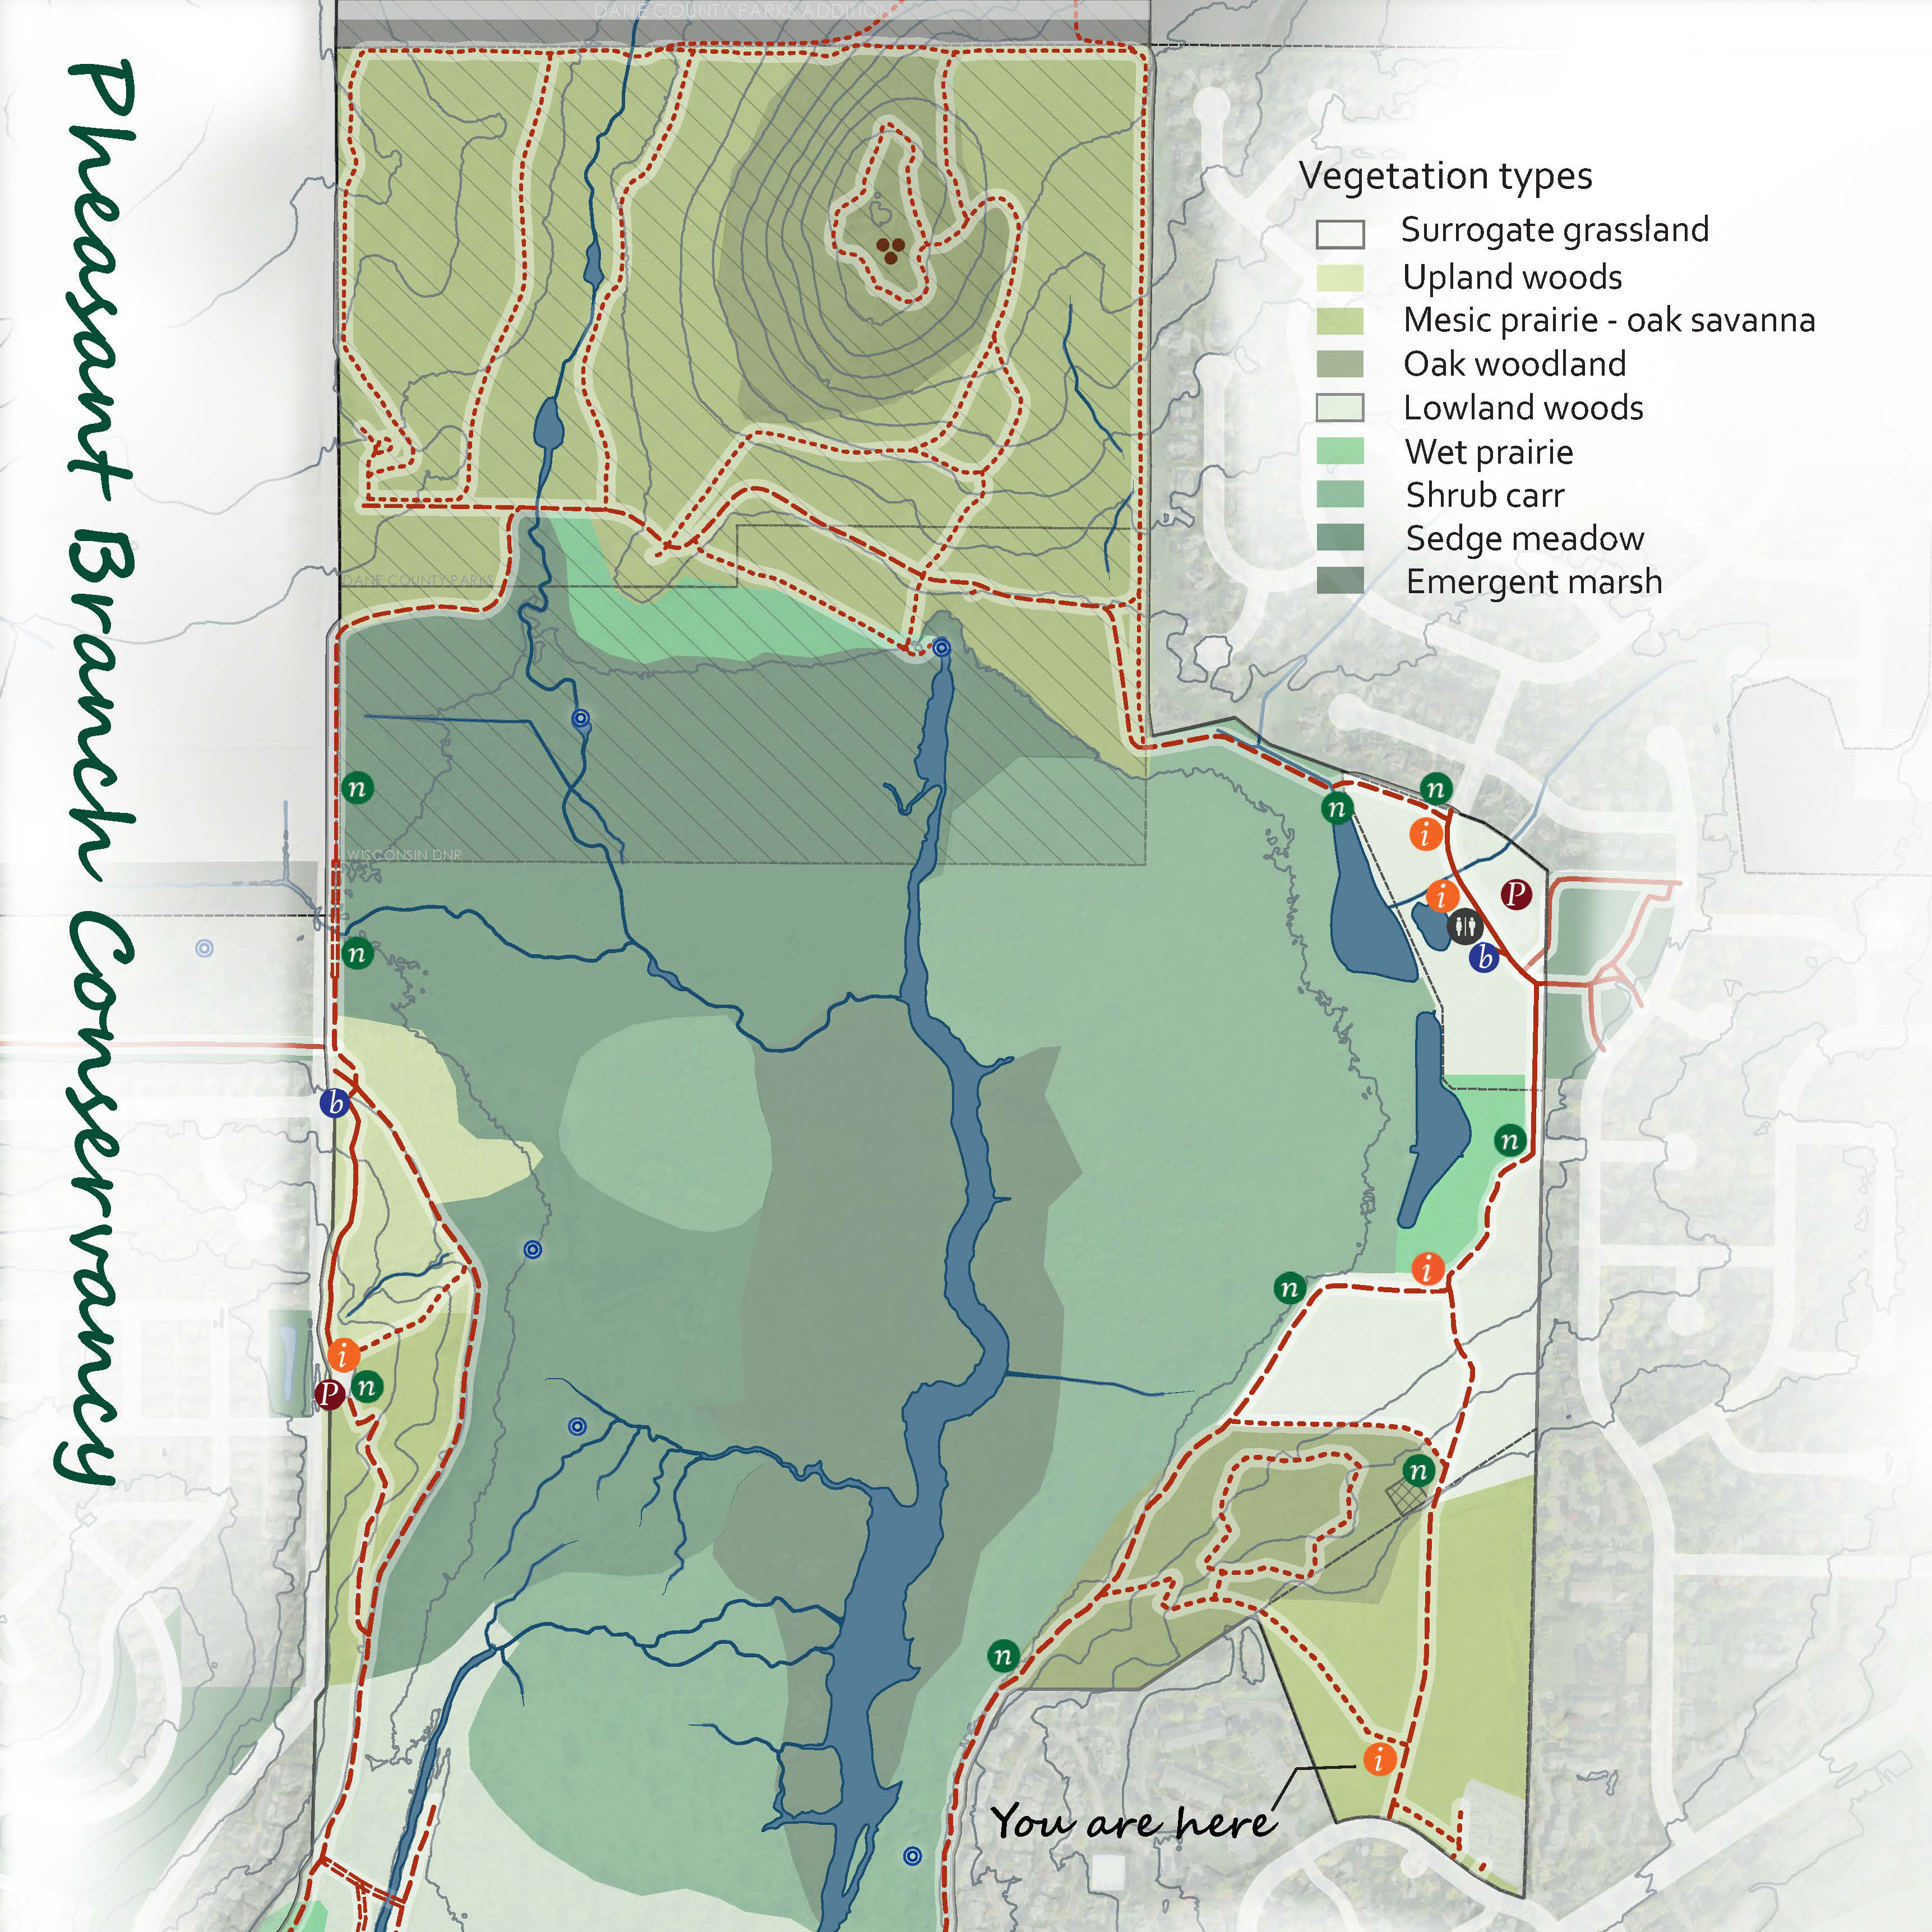 DANE COUNTY PARKS ADDITION
Pheasant Branch Conservancy
Vegetation types
Surrogate grassland
Upland woods
Mesic prairie - oak savanna
Oak woodland
Lowland woods
Wet prairie
Shrub carr
Sedge meadow
Emergent marsh
DANE COUNTY PARKS
WISCONSIN DNR
n
n
n
i
i
P
b
n
n
b
n
i
n
i
P
n
n
n
i
You are here